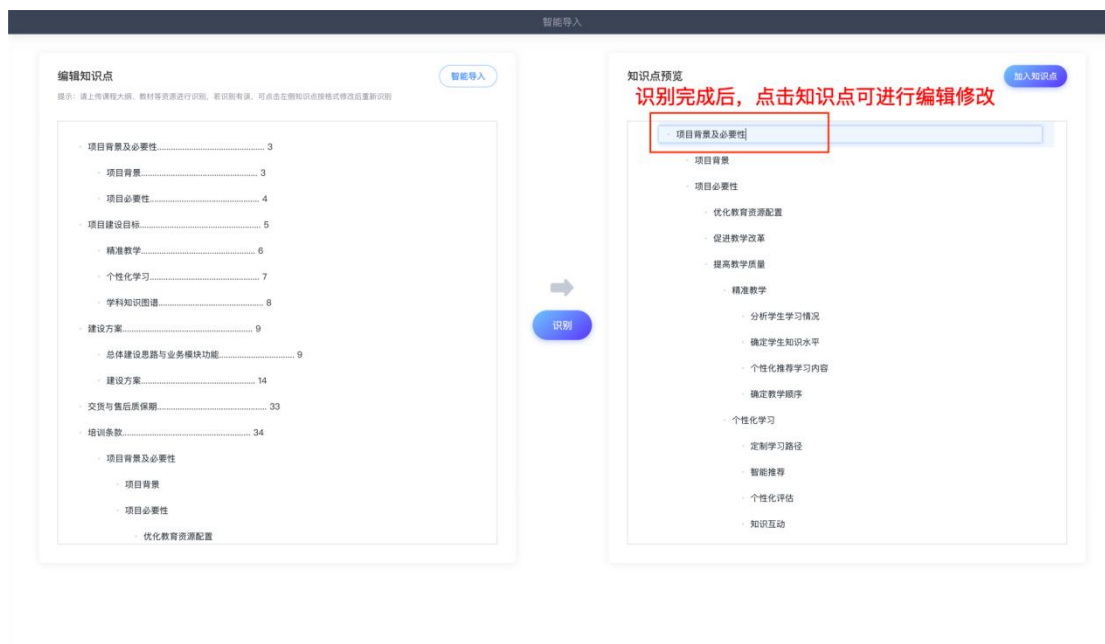 智能导入
编辑知识点
智能导入
提示：请上传课程大纲、教材等资源进行识别，若识别有误，可点击左侧知识点按格式修改后重新识别
项目背景及必要性............................................. 3
项目背景................................................. 3
项目必要性.............................................. 4
项目建设目标.................................................. 5
精准教学................................................ 6
个性化学习.............................................. 7
学科知识图谱............................................ 8
建设方案...................................................... 9
总体建设思路与业务模块功能................................ 9
建设方案................................................ 14
交货与售后质保期.............................................. 33
培训条款...................................................... 34
项目背景及必要性
项目背景
项目必要性
优化教育资源配置
识别
知识点预览
加入知识点
识别完成后，点击知识点可进行编辑修改
项目背景及必要性
项目背景
项目必要性
优化教育资源配置
促进教学改革
提高教学质量
精准教学
分析学生学习情况
确定学生知识水平
个性化推荐学习内容
确定教学顺序
个性化学习
定制学习路径
智能推荐
个性化评估
知识互动